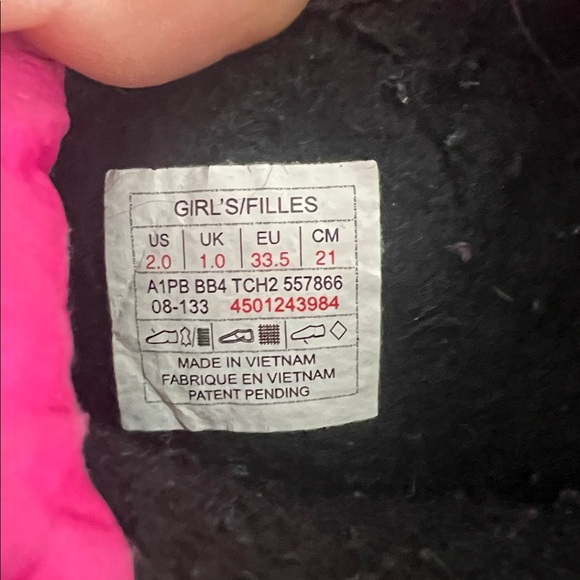 GIRL'S/FILLES
US UK EU CM
2.0 1.0 33.5 21
A1PB BB4 TCH2 557866
08-133 4501243984
MADE IN VIETNAM
FABRIQUE EN VIETNAM
PATENT PENDING